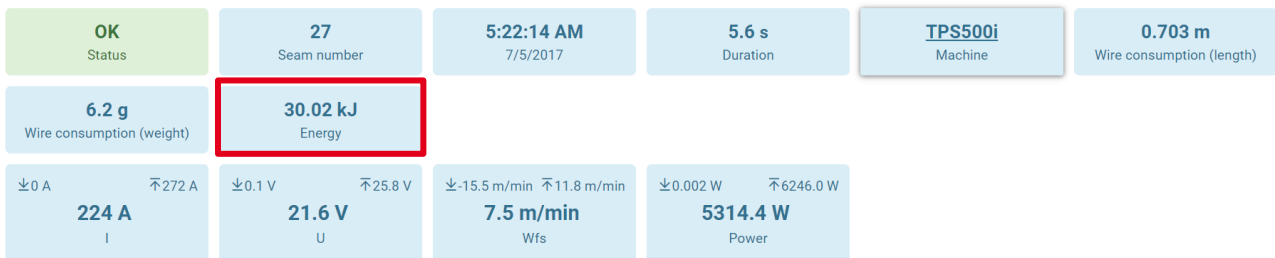 OK
Status
27
Seam number
5:22:14 AM
7/5/2017
5.6 s
Duration
TPS500i
Machine
0.703 m
Wire consumption (length)
6.2 g
Wire consumption (weight)
30.02 kJ
Energy
↓0 A ↑272 A
224 A
I
↓0.1 V ↑25.8 V
21.6 V
U
↓-15.5 m/min ↑11.8 m/min
7.5 m/min
Wfs
↓0.002 W ↑6246.0 W
5314.4 W
Power